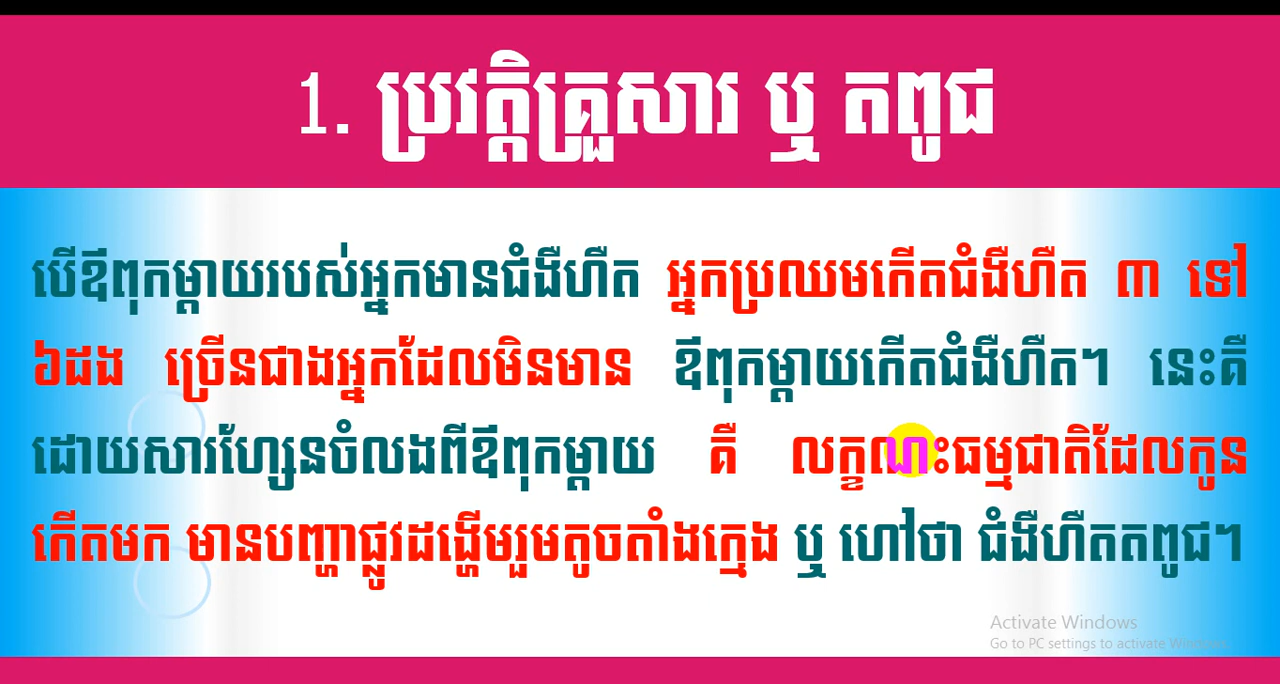 1. ប្រវត្តិគ្រួសារ ឬ តពូជ
បើឪពុកម្តាយរបស់អ្នកមានជំងឺហឺត អ្នកប្រឈមកើតជំងឺហឺត ៣ ទៅ
៦ដង ច្រើនជាងអ្នកដែលមិនមាន ឪពុកម្តាយកើតជំងឺហឺត។ នេះគឺ
ដោយសារហ្សែនចំលងពីឪពុកម្តាយ គឺ លក្ខណះធម្មជាតិដែលកូន
កើតមក មានបញ្ហាផ្លូវដង្ហើមរួមតូចតាំងក្មេង ឬ ហៅថា ជំងឺហឺតតពូជ។
Activate Windows
Go to PC settings to activate Windows.